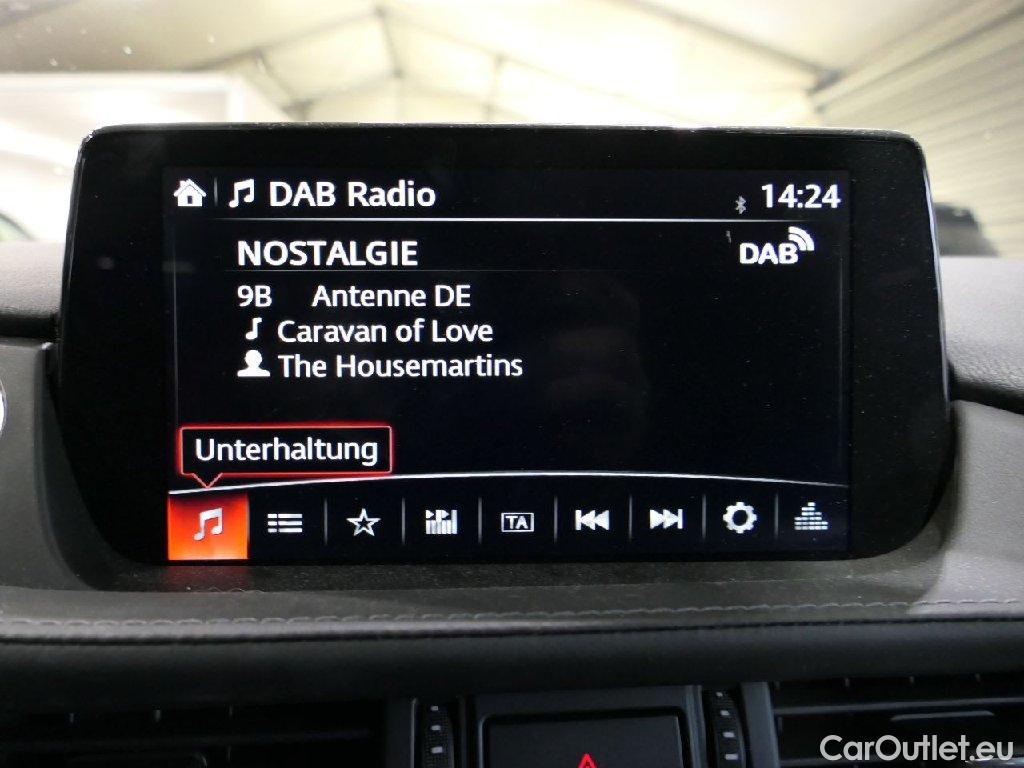 DAB Radio 14:24
NOSTALGIE DAB
9B Antenne DE
Caravan of Love
The Housemartins
Unterhaltung
TA
CarOutlet.eu